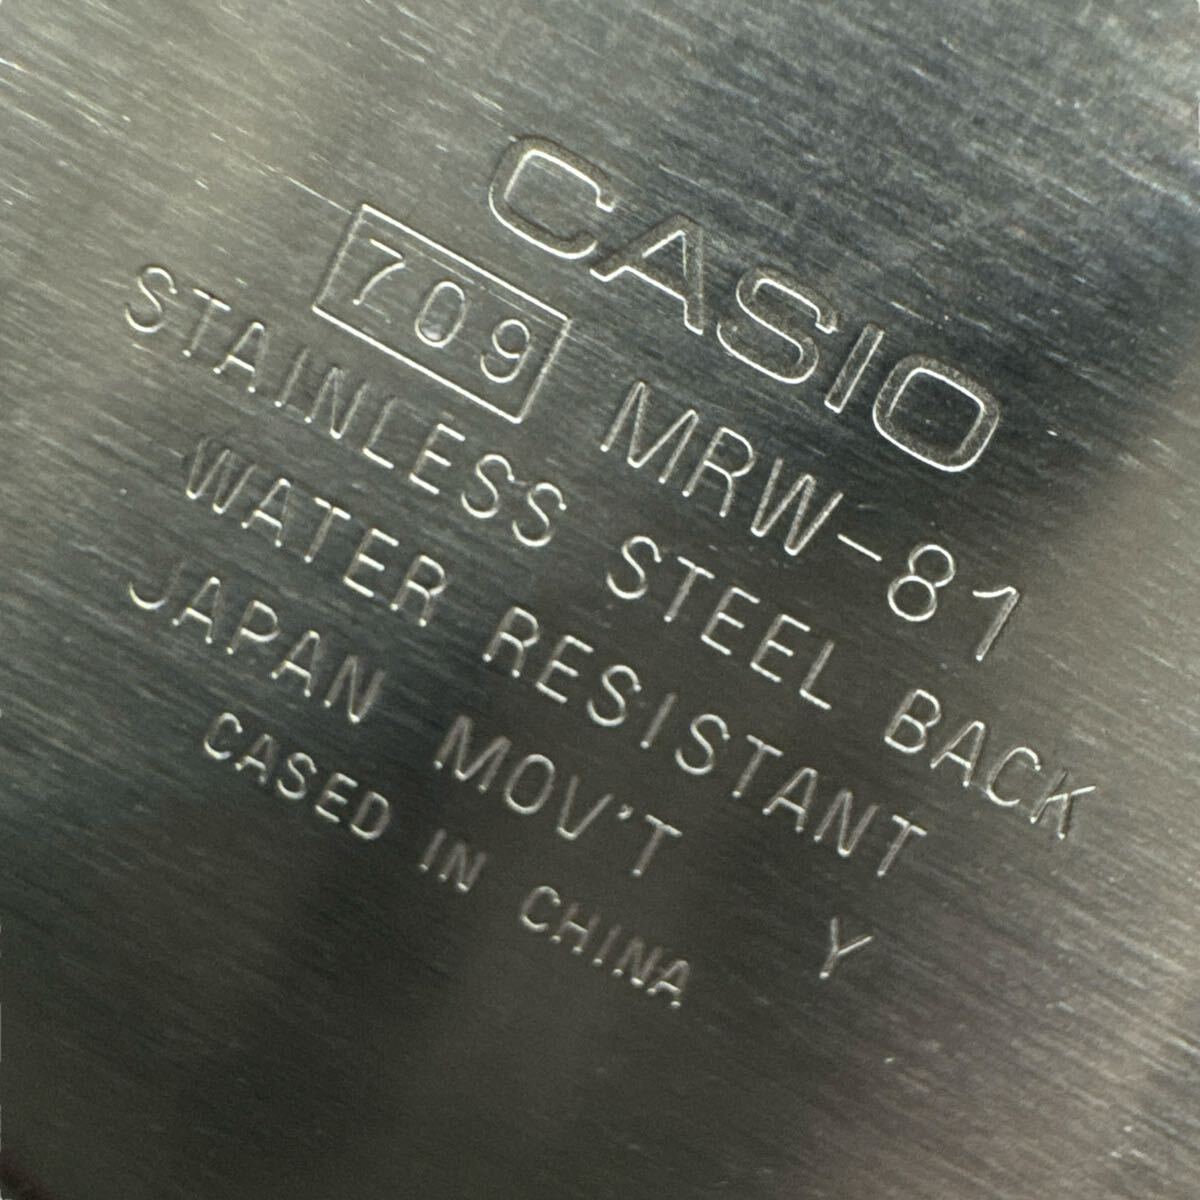 CASIO
709 MRW-81
STAINLESS STEEL BACK
WATER RESISTANT
JAPAN MOV'T Y
CASED IN CHINA